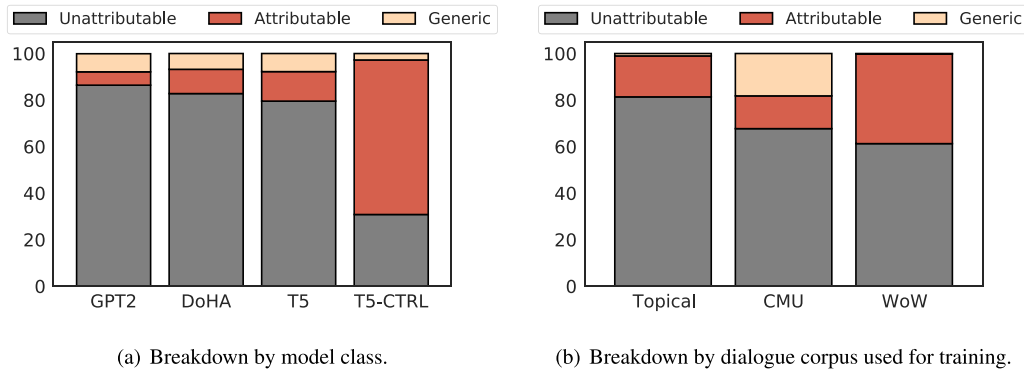 Unattributable Attributable Generic
100
80
60
40
20
0
GPT2 DoHA T5 T5-CTRL
(a) Breakdown by model class.
Unattributable Attributable Generic
100
80
60
40
20
0
Topical CMU WoW
(b) Breakdown by dialogue corpus used for training.